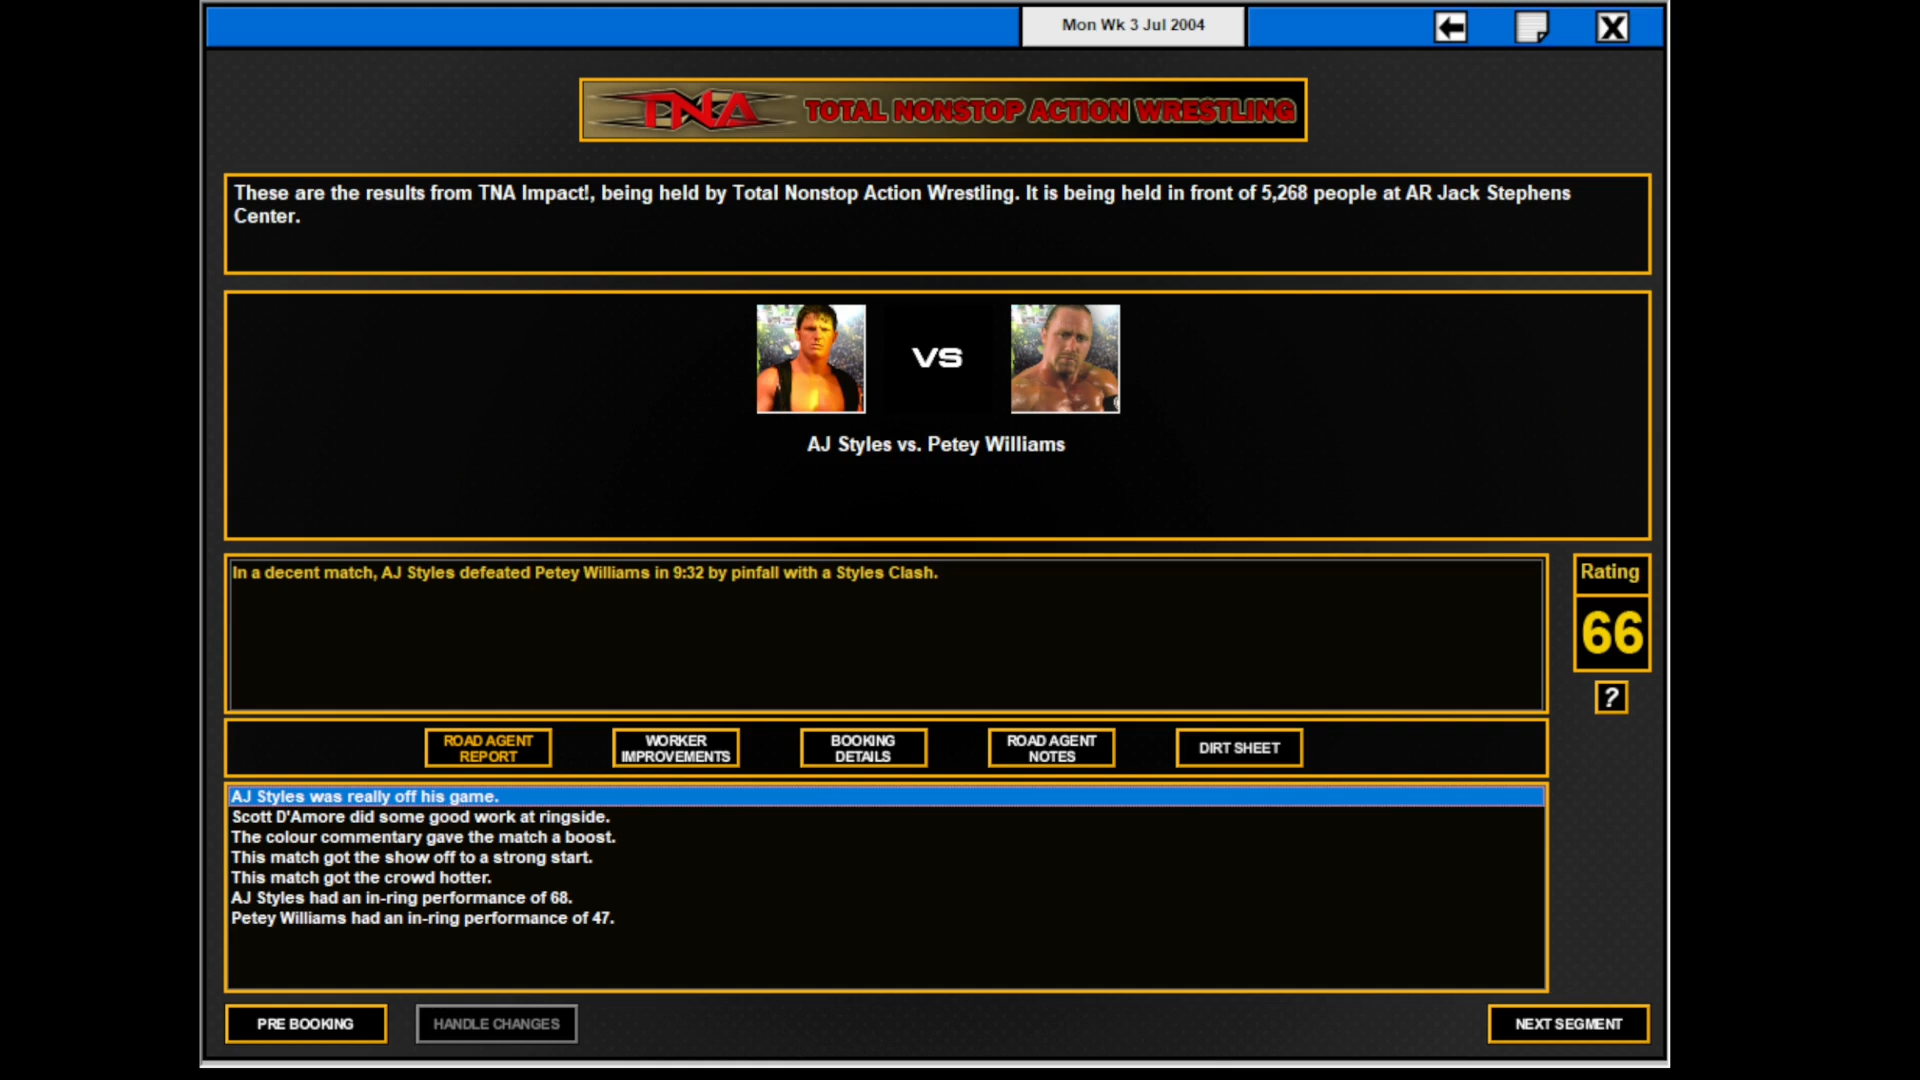 Mon Wk 3 Jul 2004
TNA TOTAL NONSTOP ACTION WRESTLING
These are the results from TNA Impact!, being held by Total Nonstop Action Wrestling. It is being held in front of 5,268 people at AR Jack Stephens
Center.
VS
AJ Styles vs. Petey Williams
In a decent match, AJ Styles defeated Petey Williams in 9:32 by pinfall with a Styles Clash.
Rating
66
?
ROAD AGENT
REPORT
WORKER
IMPROVEMENTS
BOOKING
DETAILS
ROAD AGENT
NOTES
DIRT SHEET
AJ Styles was really off his game.
Scott D'Amore did some good work at ringside.
The colour commentary gave the match a boost.
This match got the show off to a strong start.
This match got the crowd hotter.
AJ Styles had an in-ring performance of 68.
Petey Williams had an in-ring performance of 47.
PRE BOOKING
HANDLE CHANGES
NEXT SEGMENT